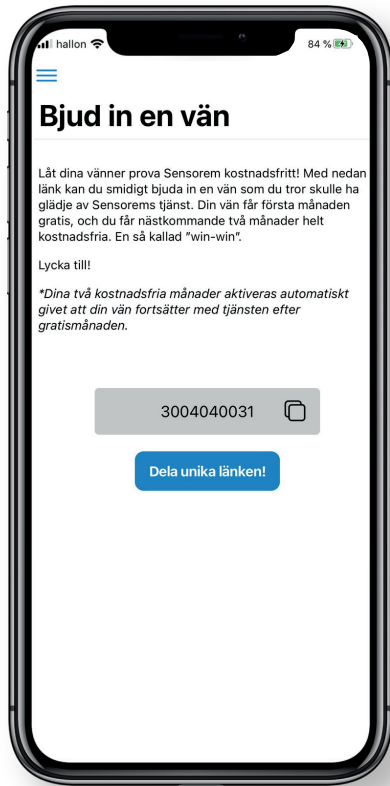 hallon
84 %
Bjud in en vän
Låt dina vänner prova Sensorem kostnadsfritt! Med nedan
länk kan du smidigt bjuda in en vän som du tror skulle ha
glädje av Sensorems tjänst. Din vän får första månaden
gratis, och du får nästkommande två månader helt
kostnadsfria. En så kallad ”win-win”.
Lycka till!
*Dina två kostnadsfria månader aktiveras automatiskt
givet att din vän fortsätter med tjänsten efter
gratismånaden.
3004040031
Dela unika länken!